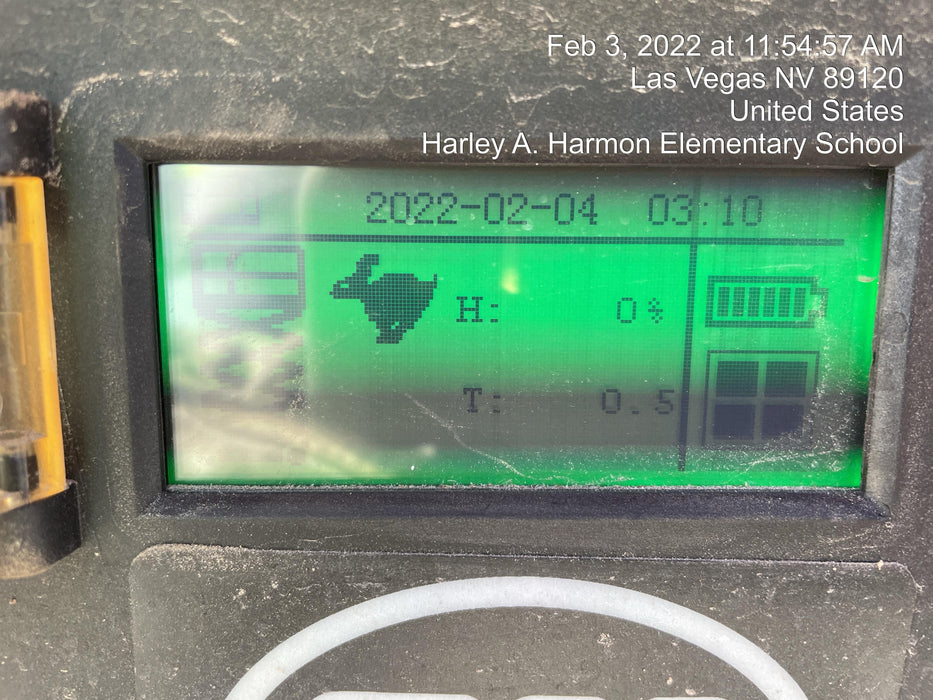 Feb 3, 2022 at 11:54:57 AM
Las Vegas NV 89120
United States
Harley A. Harmon Elementary School
2022-02-04 03:10
H: 0%
T: 0.5